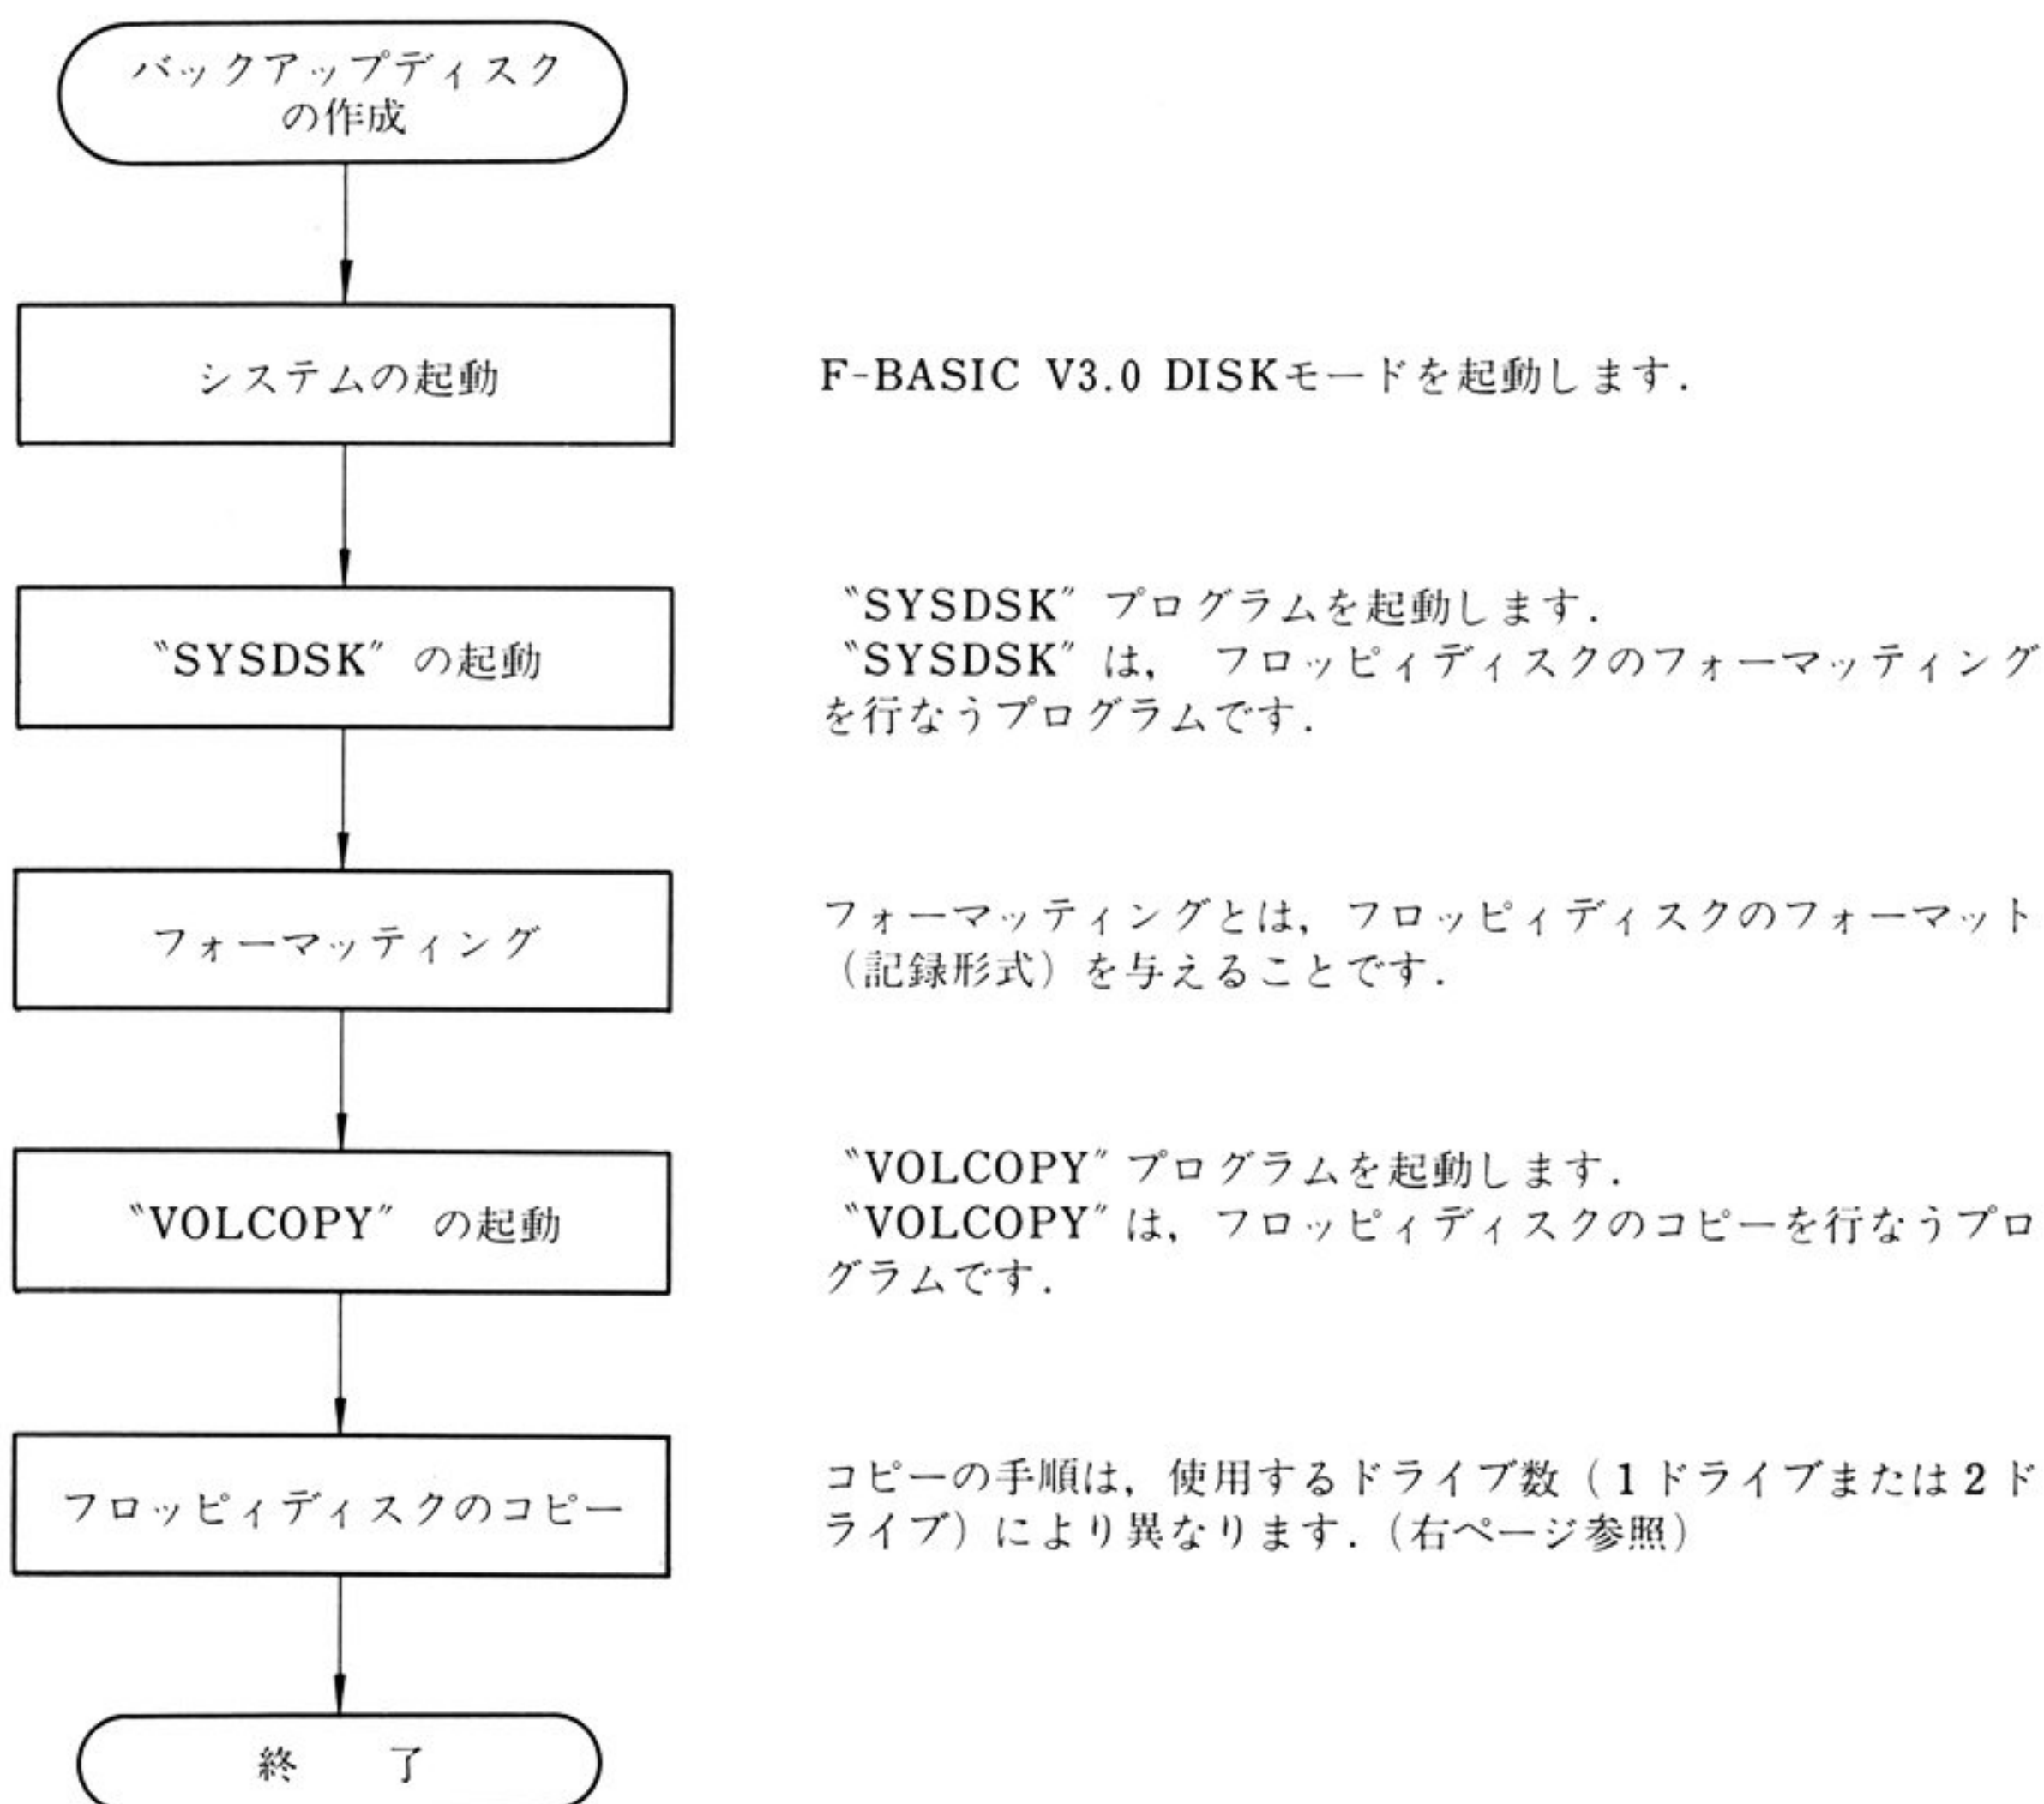 バックアップディスク
の作成
システムの起動
F-BASIC V3.0 DISKモードを起動します.
〝SYSDSK〞の起動
〝SYSDSK〞プログラムを起動します.
〝SYSDSK〞は, フロッピィディスクのフォーマッティング
を行なうプログラムです.
フォーマッティング
フォーマッティングとは, フロッピィディスクのフォーマット
(記録形式) を与えることです.
〝VOLCOPY〞の起動
〝VOLCOPY〞プログラムを起動します.
〝VOLCOPY〞は, フロッピィディスクのコピーを行なうプロ
グラムです.
フロッピィディスクのコピー
コピーの手順は, 使用するドライブ数 (1ドライブまたは2ド
ライブ) により異なります. (右ページ参照)
終 了